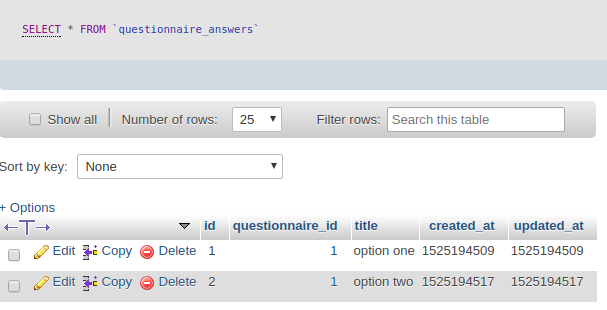 SELECT * FROM `questionnaire_answers`
Show all Number of rows: 25 Filter rows: Search this table
Sort by key: None
+ Options
id questionnaire_id title created_at updated_at
Edit Copy Delete 1 1 option one 1525194509 1525194509
Edit Copy Delete 2 1 option two 1525194517 1525194517